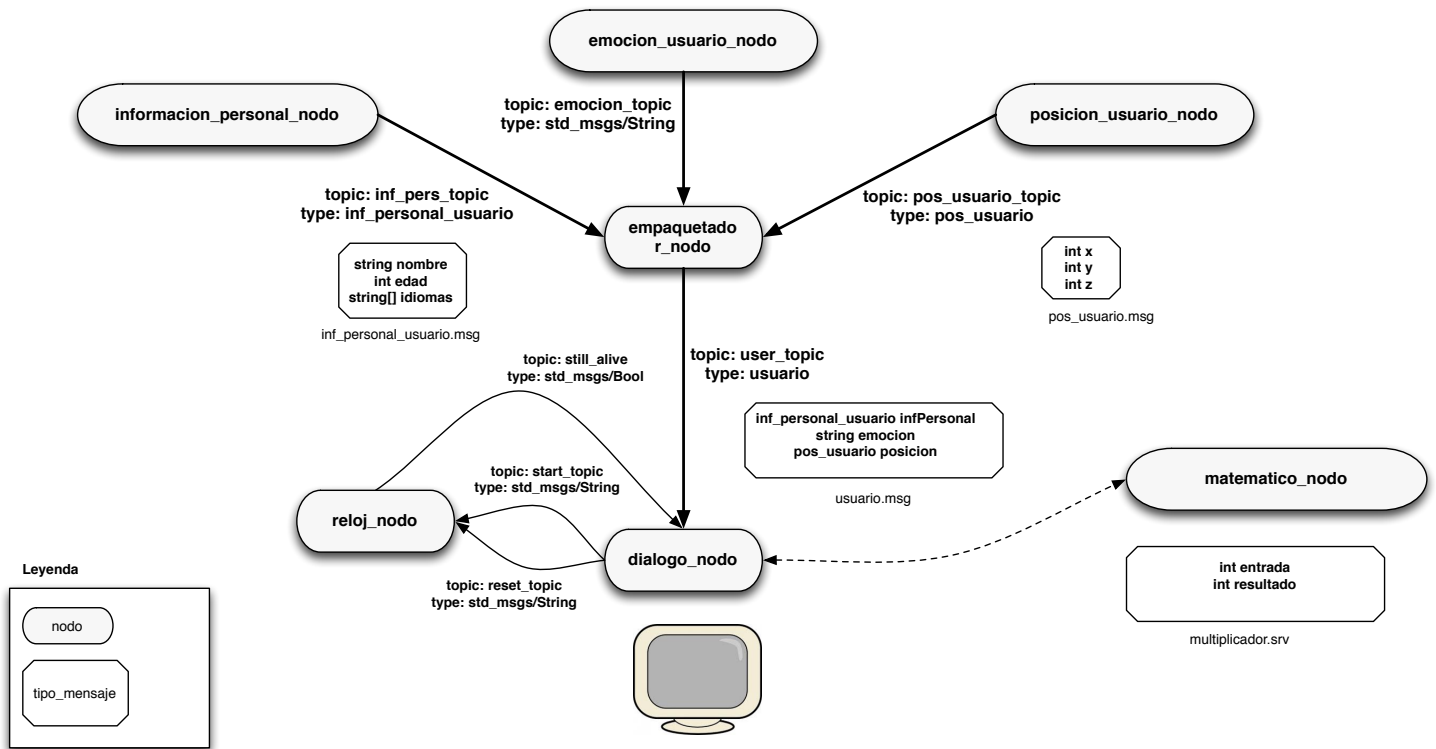 emocion_usuario_nodo
informacion_personal_nodo
posicion_usuario_nodo
topic: emocion_topic
type: std_msgs/String
topic: inf_pers_topic
type: inf_personal_usuario
topic: pos_usuario_topic
type: pos_usuario
empaquetado
r_nodo
string nombre
int edad
string[] idiomas
inf_personal_usuario.msg
int x
int y
int z
pos_usuario.msg
topic: still_alive
type: std_msgs/Bool
topic: user_topic
type: usuario
inf_personal_usuario infPersonal
string emocion
pos_usuario posicion
usuario.msg
topic: start_topic
type: std_msgs/String
matematico_nodo
reloj_nodo
dialogo_nodo
topic: reset_topic
type: std_msgs/String
int entrada
int resultado
multiplicador.srv
Leyenda
nodo
tipo_mensaje